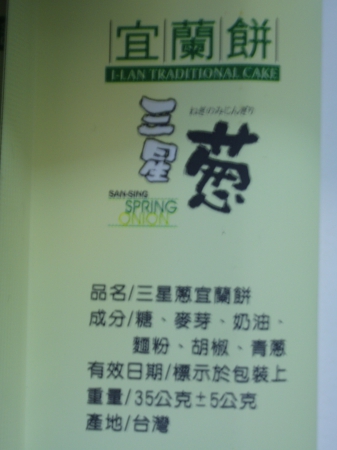 宜蘭餅
I-LAN TRADITIONAL CAKE
三星蔥
ねぎのみじんぎり
SAN-SING
SPRING
ONION
品名/三星蔥宜蘭餅
成分/糖、麥芽、奶油、
麵粉、胡椒、青蔥
有效日期/標示於包裝上
重量/35公克±5公克
產地/台灣